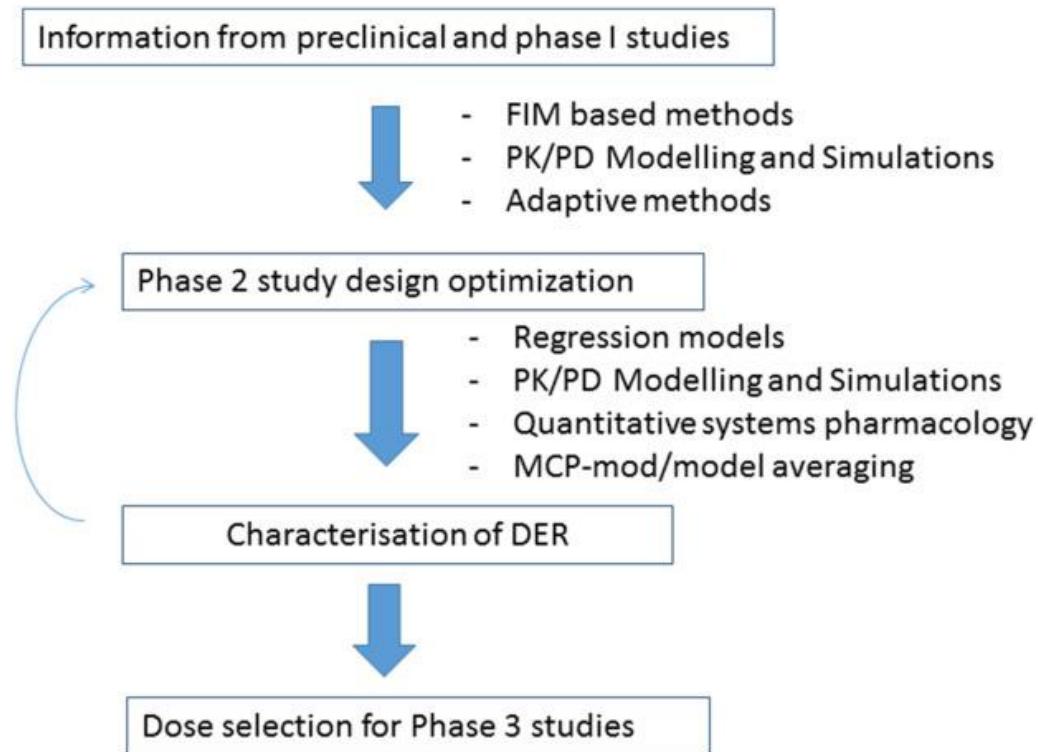 Information from preclinical and phase I studies
- FIM based methods
- PK/PD Modelling and Simulations
- Adaptive methods
Phase 2 study design optimization
- Regression models
- PK/PD Modelling and Simulations
- Quantitative systems pharmacology
- MCP-mod/model averaging
Characterisation of DER
Dose selection for Phase 3 studies